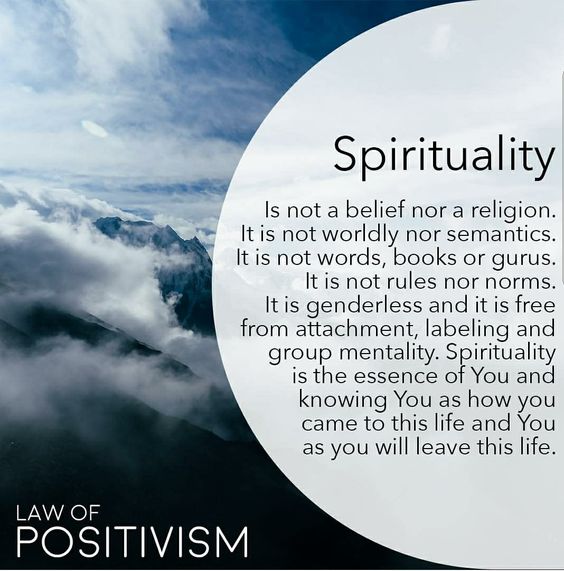 Spirituality
Is not a belief nor a religion.
It is not worldly nor semantics.
It is not words, books or gurus.
It is not rules nor norms.
It is genderless and it is free
from attachment, labeling and
group mentality. Spirituality
is the essence of You and
knowing You as how you
came to this life and You
as you will leave this life.
LAW OF
POSITIVISM